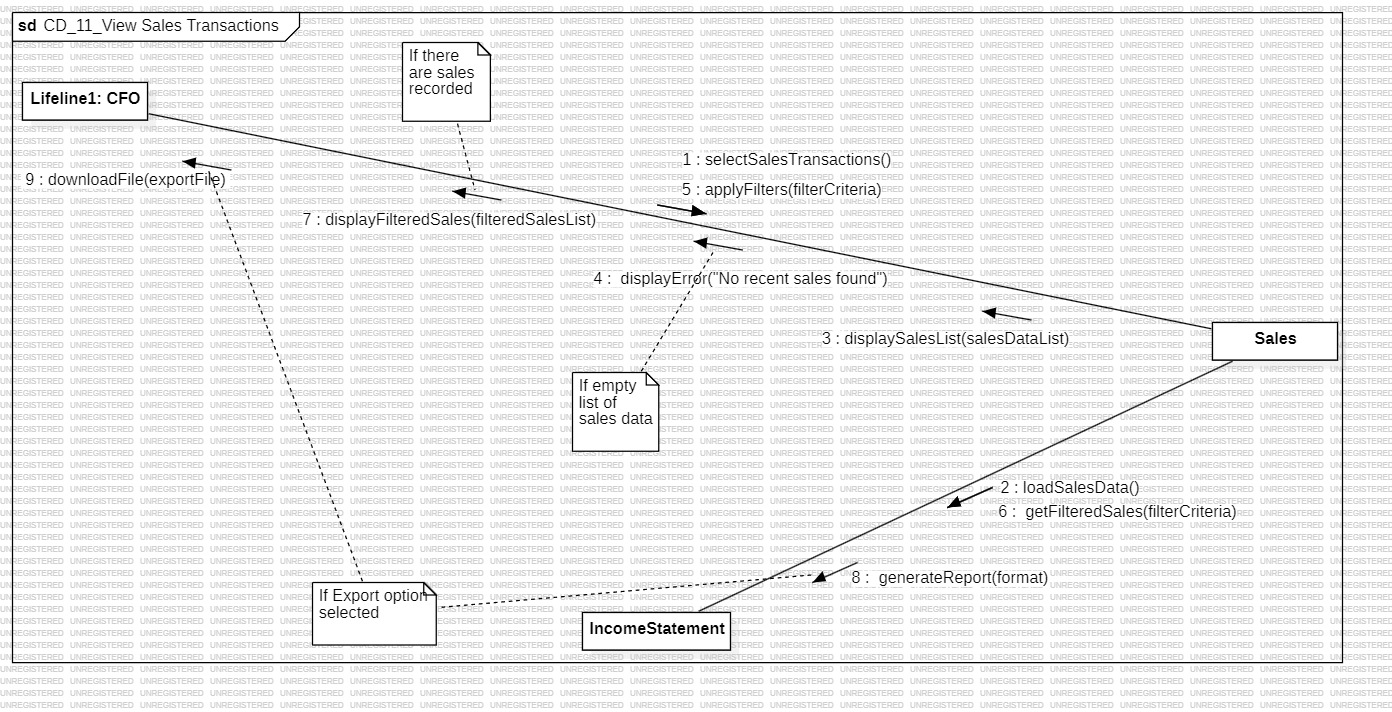 sd CD_11_View Sales Transactions
If there
are sales
recorded
Lifeline1: CFO
1 : selectSalesTransactions()
9 : downloadFile(exportFile)
5 : applyFilters(filterCriteria)
7 : displayFilteredSales(filteredSalesList)
4 : displayError("No recent sales found")
3 : displaySalesList(salesDataList)
Sales
If empty
list of
sales data
2 : loadSalesData()
6 : getFilteredSales(filterCriteria)
8 : generateReport(format)
If Export option
selected
IncomeStatement
UNREGISTERED